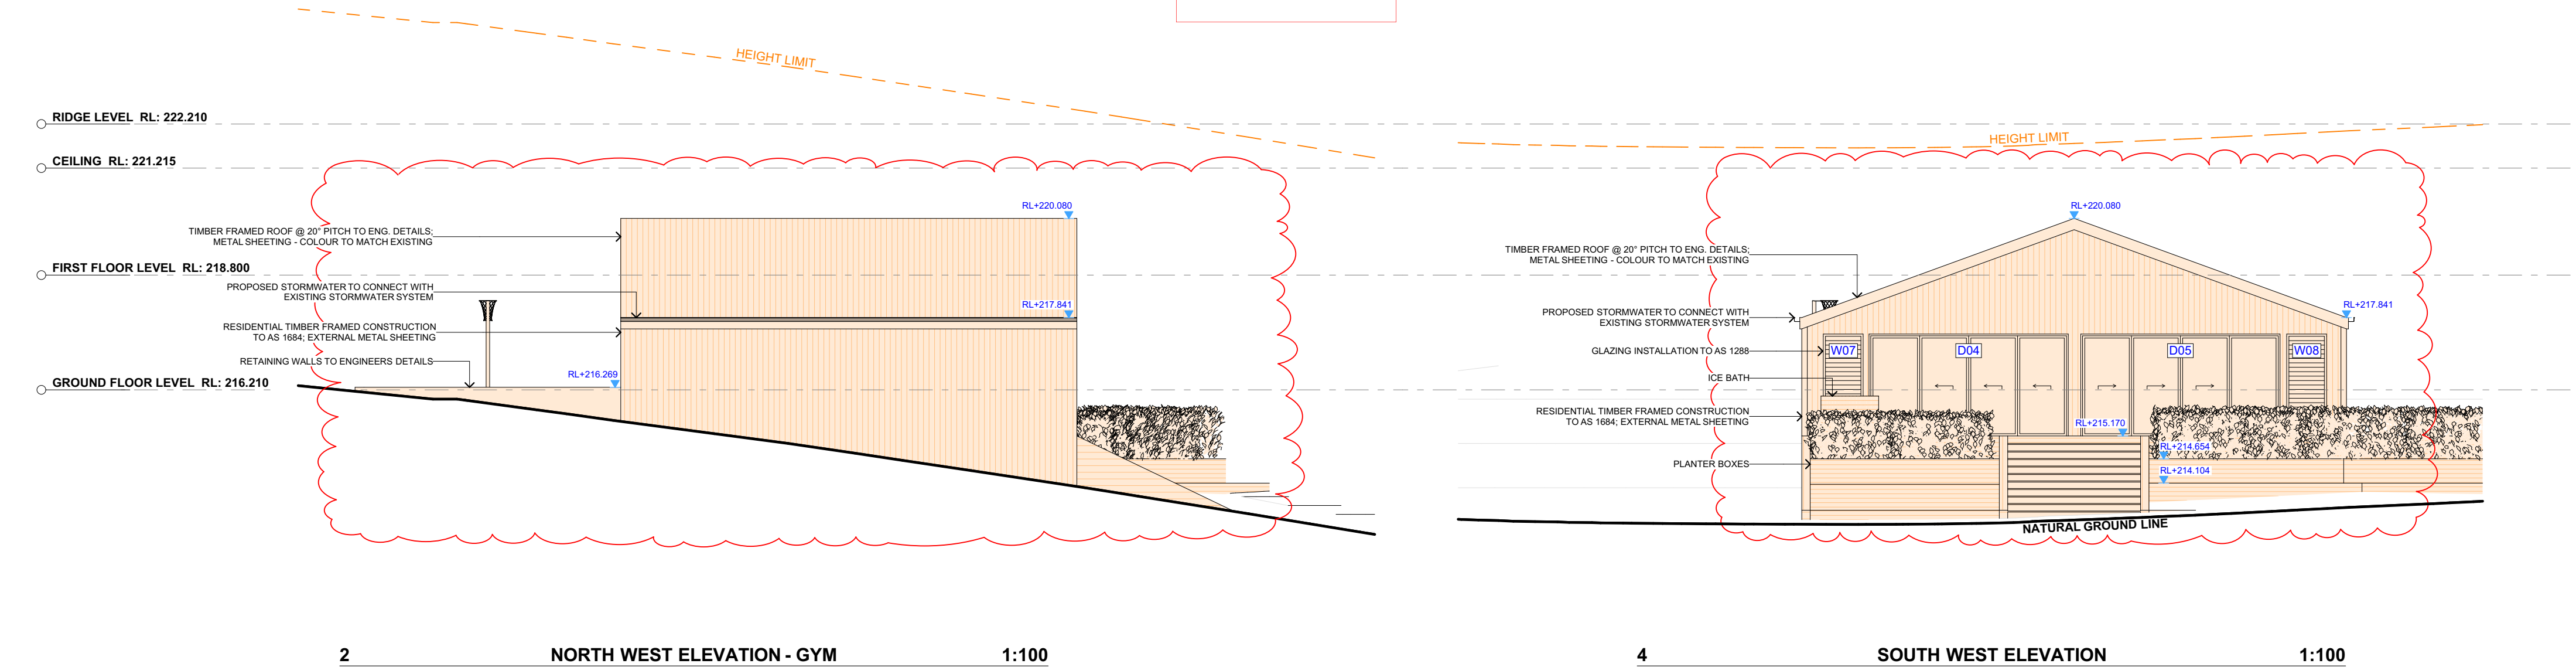 HEIGHT LIMIT
RIDGE LEVEL RL: 222.210
CEILING RL: 221.215
FIRST FLOOR LEVEL RL: 218.800
GROUND FLOOR LEVEL RL: 216.210
TIMBER FRAMED ROOF @ 20° PITCH TO ENG. DETAILS;
METAL SHEETING - COLOUR TO MATCH EXISTING
PROPOSED STORMWATER TO CONNECT WITH
EXISTING STORMWATER SYSTEM
RESIDENTIAL TIMBER FRAMED CONSTRUCTION
TO AS 1684; EXTERNAL METAL SHEETING
RETAINING WALLS TO ENGINEERS DETAILS
RL+220.080
RL+217.841
RL+216.269
2 NORTH WEST ELEVATION - GYM 1:100
HEIGHT LIMIT
RL+220.080
TIMBER FRAMED ROOF @ 20° PITCH TO ENG. DETAILS;
METAL SHEETING - COLOUR TO MATCH EXISTING
RL+217.841
PROPOSED STORMWATER TO CONNECT WITH
EXISTING STORMWATER SYSTEM
GLAZING INSTALLATION TO AS 1288
W07 D04 D05 W08
ICE BATH
RESIDENTIAL TIMBER FRAMED CONSTRUCTION
TO AS 1684; EXTERNAL METAL SHEETING
RL+215.170
RL+214.654
PLANTER BOXES
RL+214.104
NATURAL GROUND LINE
4 SOUTH WEST ELEVATION 1:100